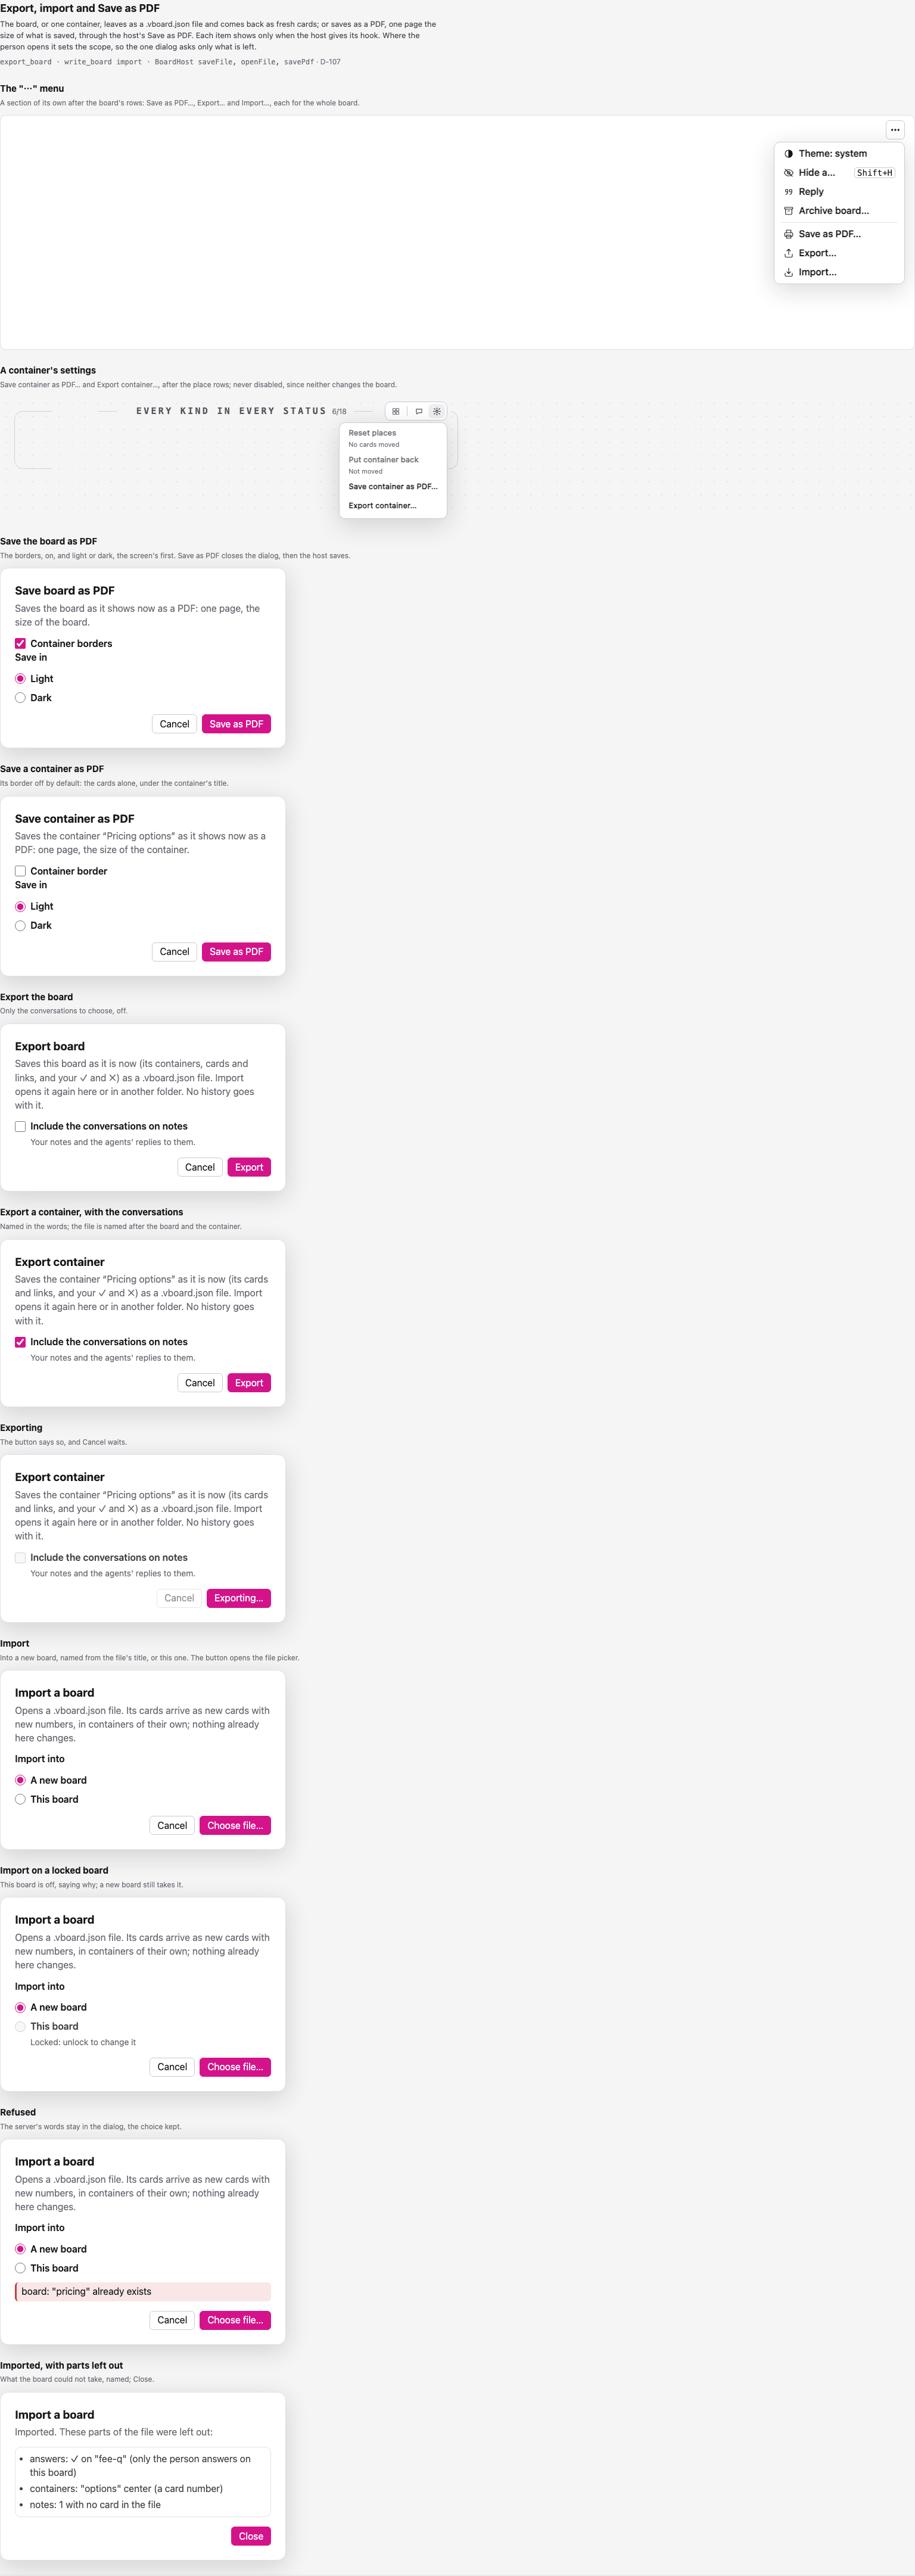 Export, import and Save as PDF
The board, or one container, leaves as a .vboard.json file and comes back as fresh cards; or saves as a PDF, one page the
size of what is saved, through the host's Save as PDF. Each item shows only when the host gives its hook. Where the
person opens it sets the scope, so the one dialog asks only what is left.
export_board · write_board import · BoardHost saveFile, openFile, savePdf · D-107
The "···" menu
A section of its own after the board's rows: Save as PDF…, Export… and Import…, each for the whole board.
Theme: system
Hide a… Shift+H
Reply
Archive board…
Save as PDF…
Export…
Import…
A container's settings
Save container as PDF… and Export container…, after the place rows; never disabled, since neither changes the board.
EVERY KIND IN EVERY STATUS 6/18
Reset places
No cards moved
Put container back
Not moved
Save container as PDF…
Export container…
Save the board as PDF
The borders, on, and light or dark, the screen's first. Save as PDF closes the dialog, then the host saves.
Save board as PDF
Saves the board as it shows now as a PDF: one page, the
size of the board.
Container borders
Save in
Light
Dark
Cancel Save as PDF
Save a container as PDF
Its border off by default: the cards alone, under the container's title.
Save container as PDF
Saves the container “Pricing options” as it shows now as a
PDF: one page, the size of the container.
Container border
Save in
Light
Dark
Cancel Save as PDF
Export the board
Only the conversations to choose, off.
Export board
Saves this board as it is now (its containers, cards and
links, and your ✓ and ✕) as a .vboard.json file. Import
opens it again here or in another folder. No history goes
with it.
Include the conversations on notes
Your notes and the agents' replies to them.
Cancel Export
Export a container, with the conversations
Named in the words; the file is named after the board and the container.
Export container
Saves the container “Pricing options” as it is now (its cards
and links, and your ✓ and ✕) as a .vboard.json file. Import
opens it again here or in another folder. No history goes
with it.
Include the conversations on notes
Your notes and the agents' replies to them.
Cancel Export
Exporting
The button says so, and Cancel waits.
Export container
Saves the container “Pricing options” as it is now (its cards
and links, and your ✓ and ✕) as a .vboard.json file. Import
opens it again here or in another folder. No history goes
with it.
Include the conversations on notes
Your notes and the agents' replies to them.
Cancel Exporting…
Import
Into a new board, named from the file's title, or this one. The button opens the file picker.
Import a board
Opens a .vboard.json file. Its cards arrive as new cards with
new numbers, in containers of their own; nothing already
here changes.
Import into
A new board
This board
Cancel Choose file…
Import on a locked board
This board is off, saying why; a new board still takes it.
Import a board
Opens a .vboard.json file. Its cards arrive as new cards with
new numbers, in containers of their own; nothing already
here changes.
Import into
A new board
This board
Locked: unlock to change it
Cancel Choose file…
Refused
The server's words stay in the dialog, the choice kept.
Import a board
Opens a .vboard.json file. Its cards arrive as new cards with
new numbers, in containers of their own; nothing already
here changes.
Import into
A new board
This board
board: "pricing" already exists
Cancel Choose file…
Imported, with parts left out
What the board could not take, named; Close.
Import a board
Imported. These parts of the file were left out:
• answers: ✓ on "fee-q" (only the person answers on
this board)
• containers: "options" center (a card number)
• notes: 1 with no card in the file
Close